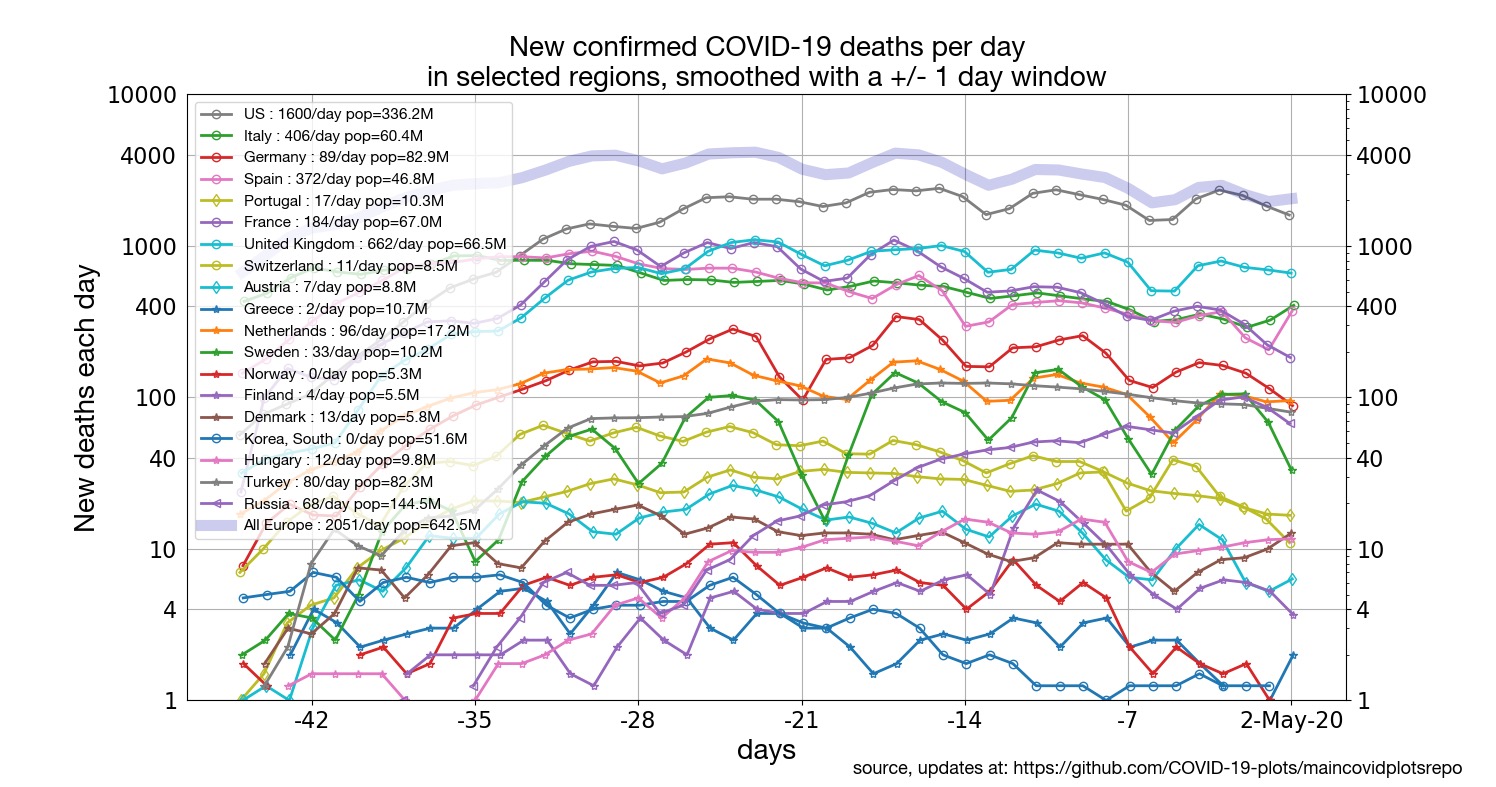 New confirmed COVID-19 deaths per day
in selected regions, smoothed with a +/- 1 day window
New deaths each day
10000
4000
1000
400
100
40
10
4
1
US : 1600/day pop=336.2M
Italy : 406/day pop=60.4M
Germany : 89/day pop=82.9M
Spain : 372/day pop=46.8M
Portugal : 17/day pop=10.3M
France : 184/day pop=67.0M
United Kingdom : 662/day pop=66.5M
Switzerland : 11/day pop=8.5M
Austria : 7/day pop=8.8M
Greece : 2/day pop=10.7M
Netherlands : 96/day pop=17.2M
Sweden : 33/day pop=10.2M
Norway : 0/day pop=5.3M
Finland : 4/day pop=5.5M
Denmark : 13/day pop=5.8M
Korea, South : 0/day pop=51.6M
Hungary : 12/day pop=9.8M
Turkey : 80/day pop=82.3M
Russia : 68/day pop=144.5M
All Europe : 2051/day pop=642.5M
10000
4000
1000
400
100
40
10
4
1
-42 -35 -28 -21 -14 -7 2-May-20
days
source, updates at: https://github.com/COVID-19-plots/maincovidplotsrepo